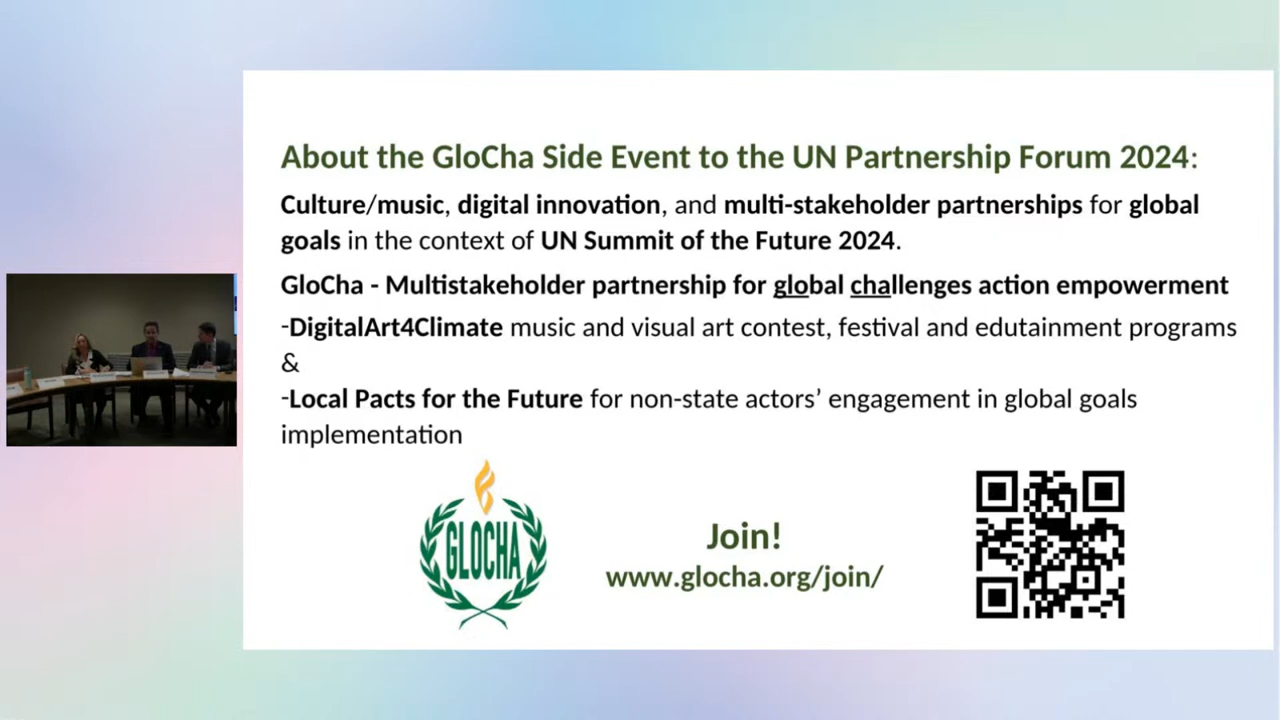 About the GloCha Side Event to the UN Partnership Forum 2024:
Culture/music, digital innovation, and multi-stakeholder partnerships for global
goals in the context of UN Summit of the Future 2024.
GloCha - Multistakeholder partnership for global challenges action empowerment
-DigitalArt4Climate music and visual art contest, festival and edutainment programs
&
-Local Pacts for the Future for non-state actors’ engagement in global goals
implementation
GLOCHA
Join!
www.glocha.org/join/